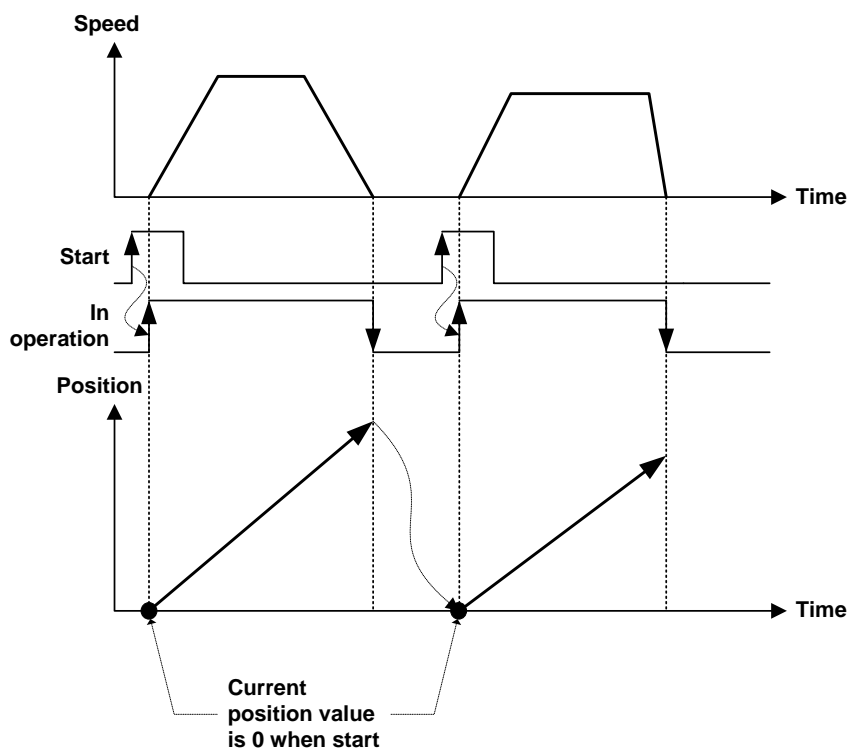 Speed
Time
Start
In
operation
Position
Time
Current
position value
is 0 when start